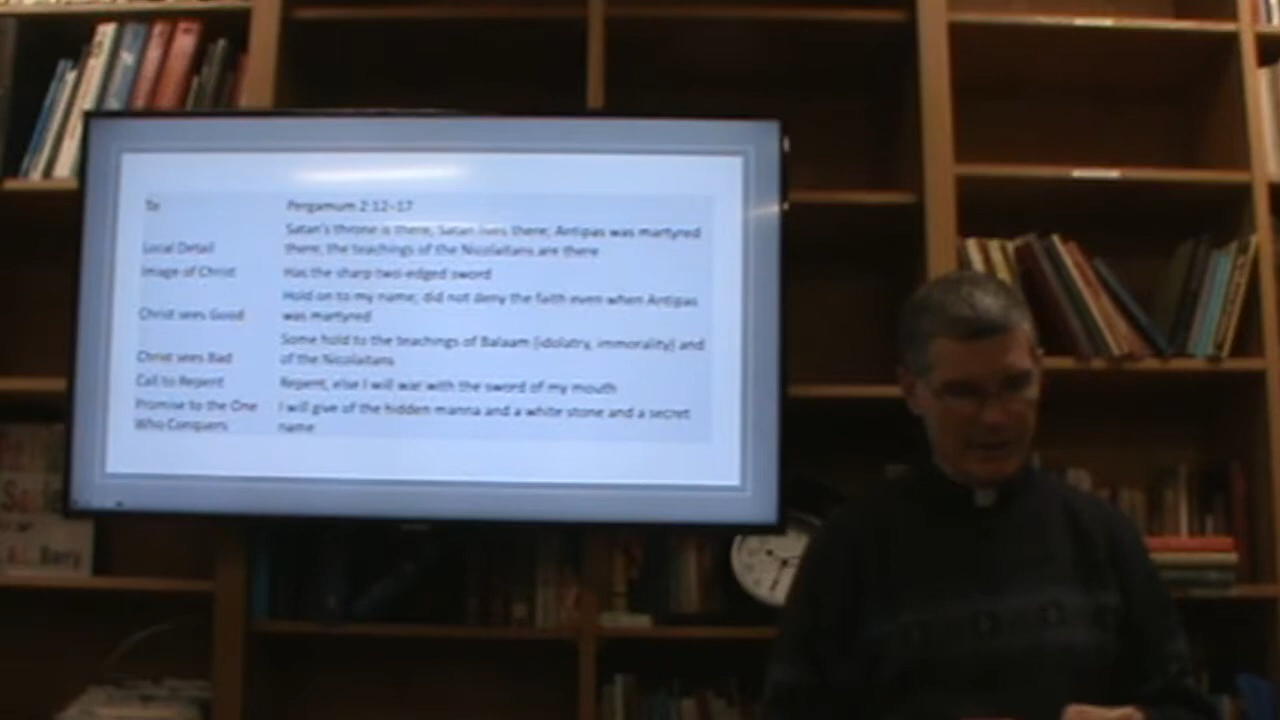 To Pergamum 2:12-17
Satan's throne is there; Satan lives there; Antipas was martyred
Local Detail there; the teachings of the Nicolaitans are there
Image of Christ Has the sharp two-edged sword
Hold on to my name; did not deny the faith even when Antipas
Christ sees Good was martyred
Some hold to the teachings of Balaam (idolatry, immorality) and
Christ sees Bad of the Nicolaitans
Call to Repent Repent, else I will war with the sword of my mouth
Promise to the One I will give of the hidden manna and a white stone and a secret
Who Conquers name
Barry